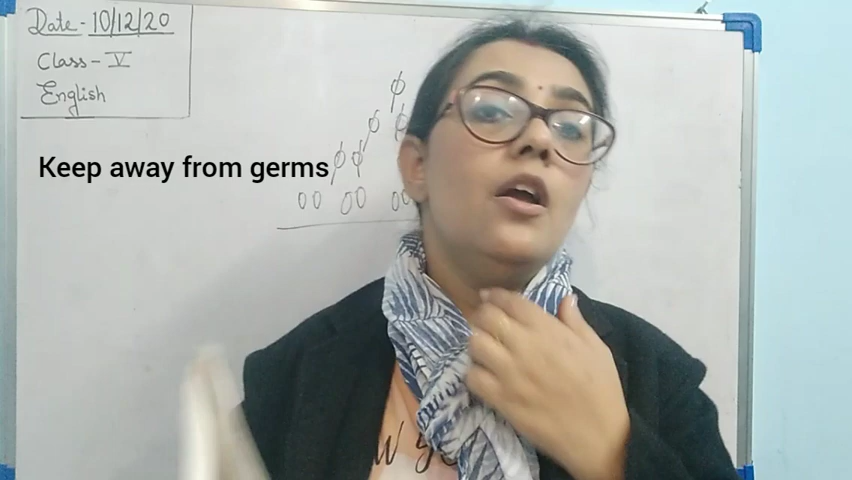 Date - 10/12/20
Class - V
English
Keep away from germs